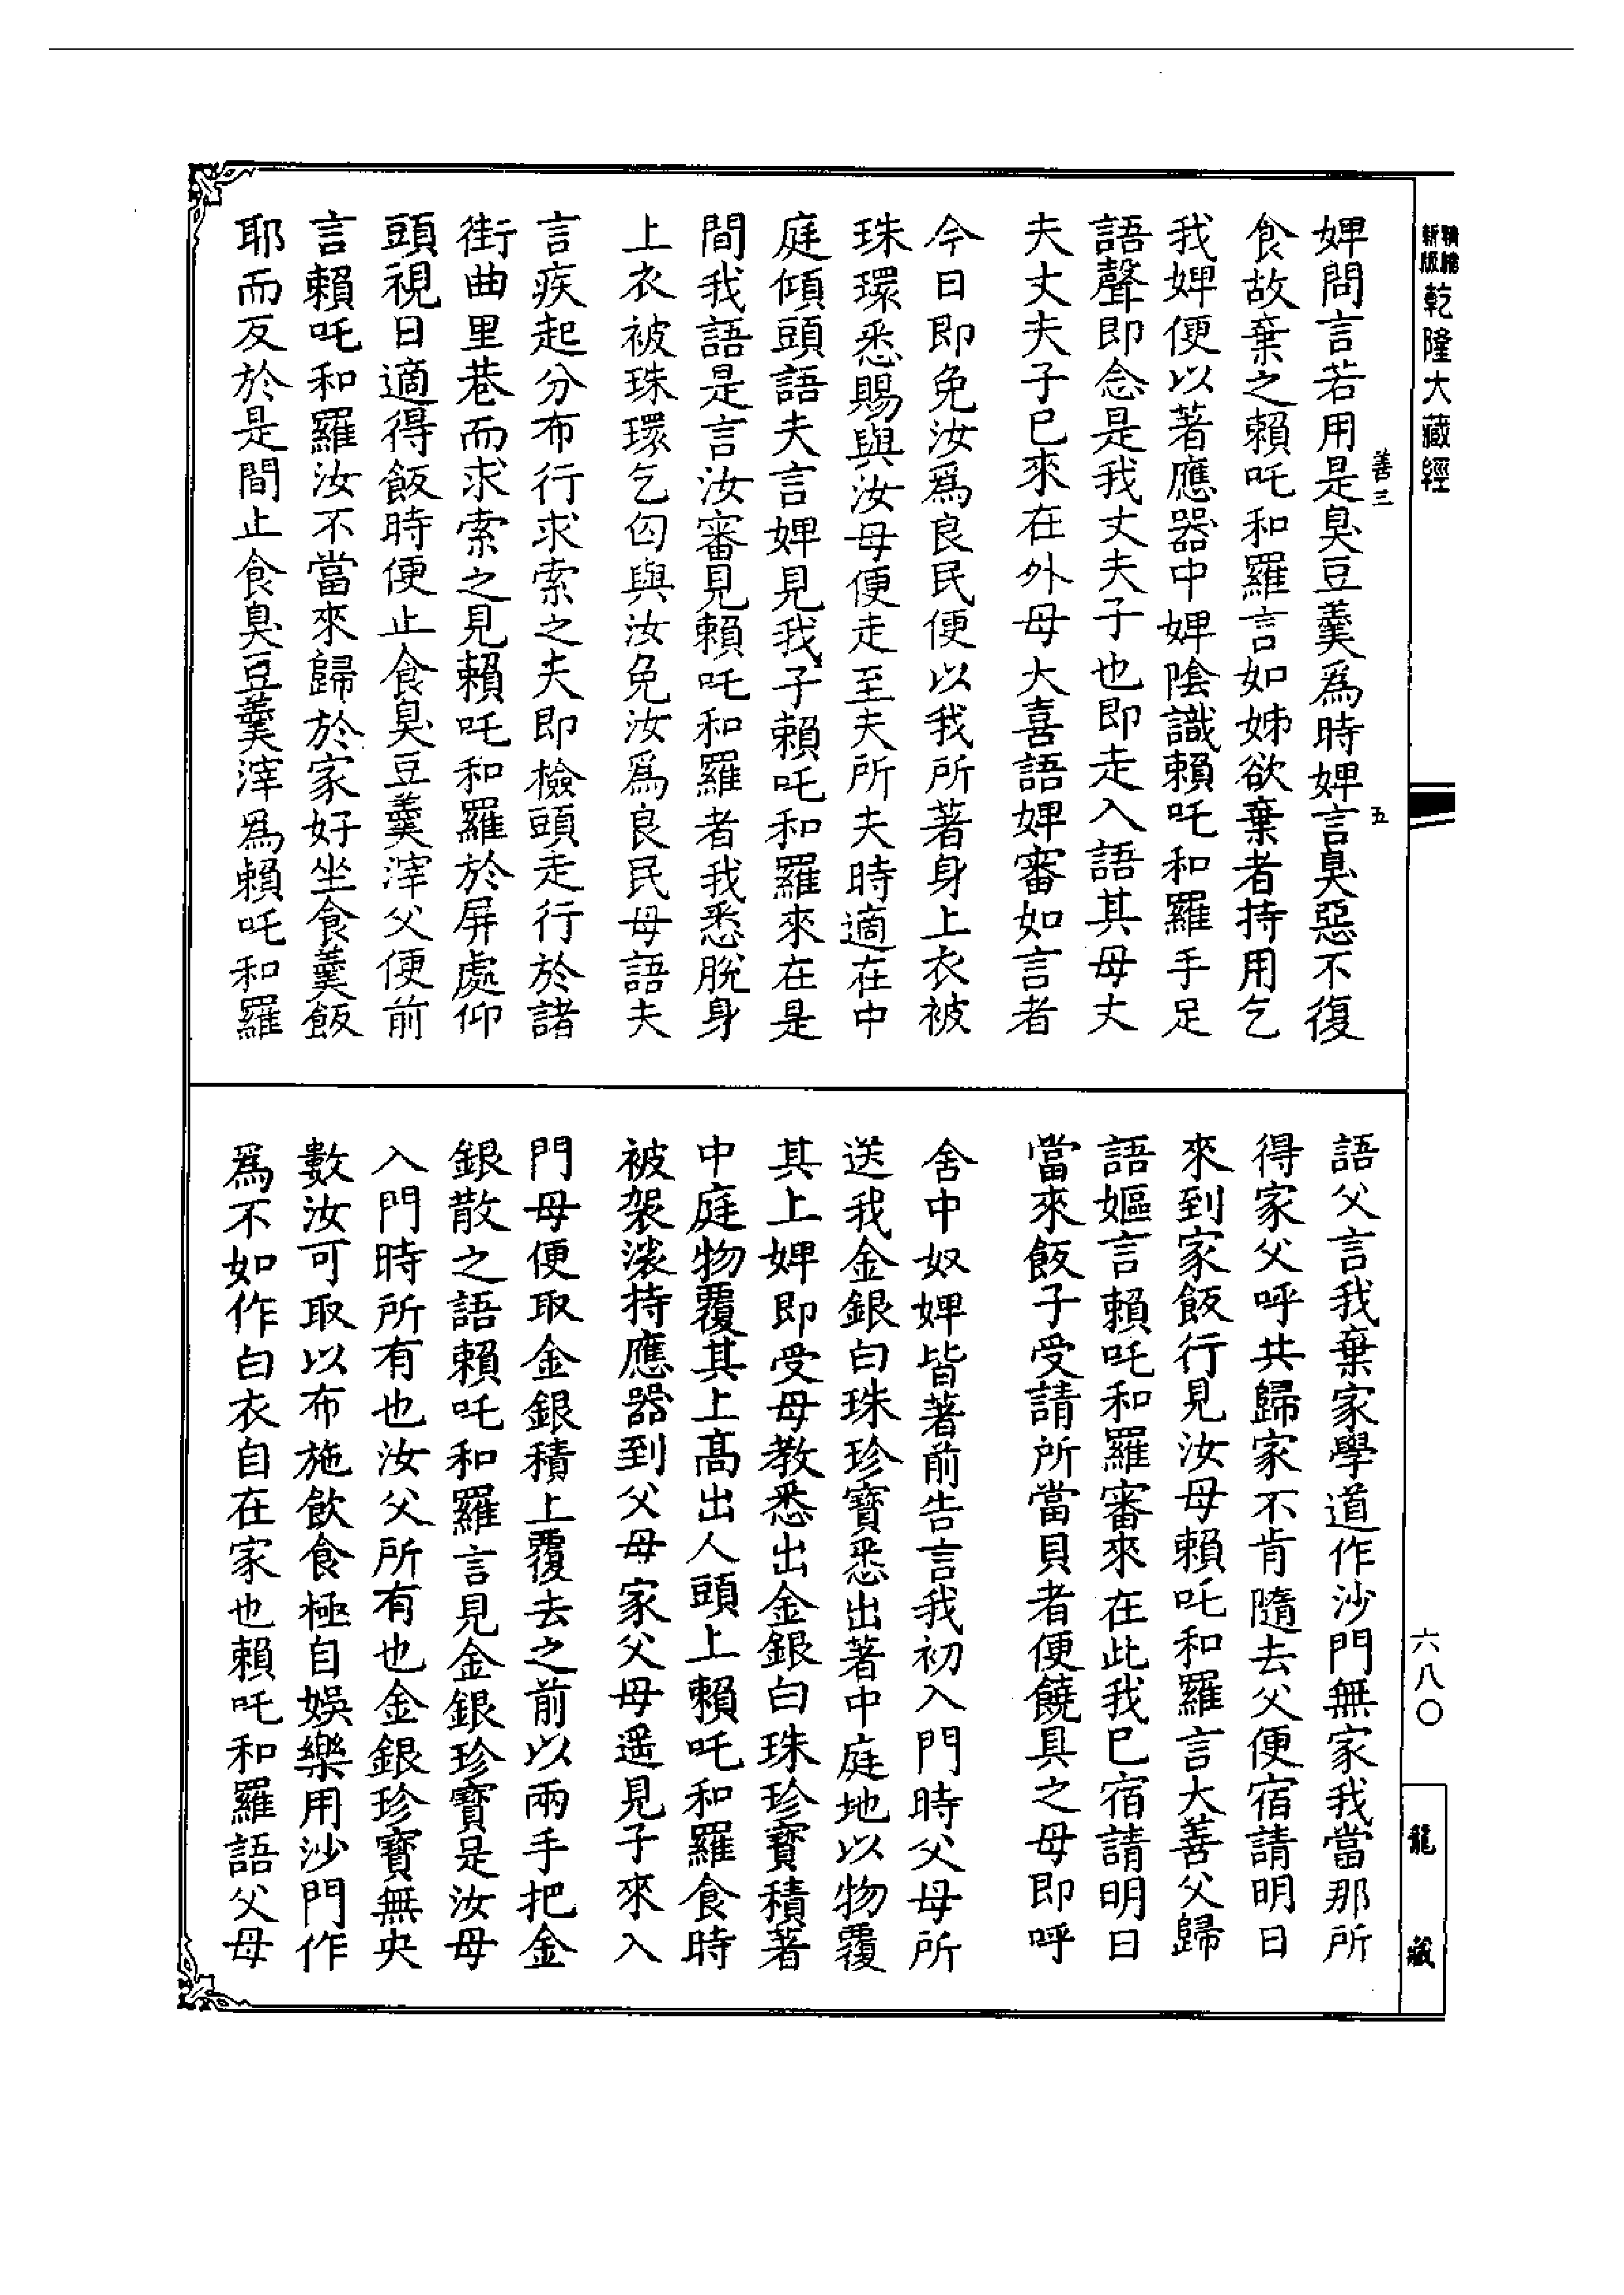 精縮新版乾隆大藏經
善三
五
婢問言若用是臭豆羹爲時婢言臭惡不復
食故棄之賴吒和羅言如姊欲棄者持用乞
我婢便以著應器中婢陰識賴吒和羅手足
語聲即念是我丈夫子也即走入語其母丈
夫丈夫子已來在外母大喜語婢審如言者
今日即免汝爲良民便以我所著身上衣被
珠環悉賜與汝母便走至夫所夫時適在中
庭傾頭語夫言婢見我子賴吒和羅來在是
間我語是言汝審見賴吒和羅者我悉脫身
上衣被珠環乞匃與汝免汝爲良民母語夫
言疾起分布行求索之夫即檢頭走行於諸
街曲里巷而求索之見賴吒和羅於屏處仰
頭視日適得飯時便止食臭豆羹滓父便前
言賴吒和羅汝不當來歸於家好坐食羹飯
耶而反於是間止食臭豆羹滓爲賴吒和羅
語父言我棄家學道作沙門無家我當那所
得家父呼共歸家不肯隨去父便宿請明日
來到家飯行見汝母賴吒和羅言大善父歸
語嫗言賴吒和羅審來在此我已宿請明日
當來飯子受請所當具者便饒具之母即呼
舍中奴婢皆著前告言我初入門時父母所
送我金銀白珠珍寶悉出著中庭地以物覆
其上婢即受母教悉出金銀白珠珍寶積著
中庭物覆其上高出人頭上賴吒和羅食時
被袈裟持應器到父母家父母遥見子來入
門母便取金銀積上覆去之前以兩手把金
銀散之語賴吒和羅言見金銀珍寶是汝母
入門時所有也汝父所有也金銀珍寶無央
數汝可取以布施飲食極自娛樂用沙門作
爲不如作白衣自在家也賴吒和羅語父母
六八〇
龍藏